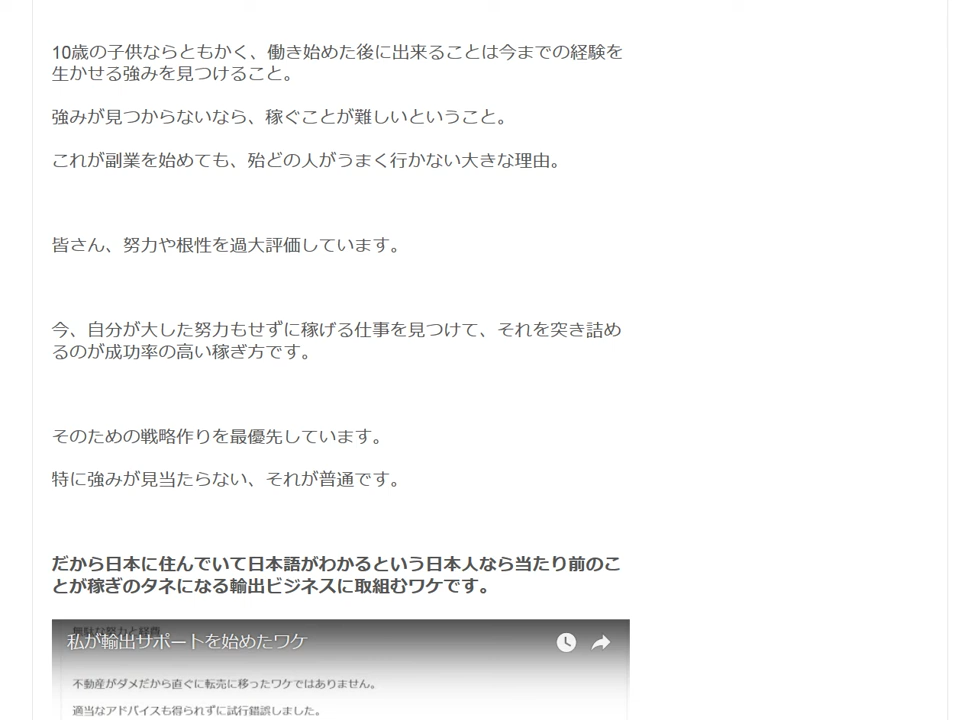 10歳の子供ならともかく、働き始めた後に出来ることは今までの経験を
生かせる強みを見つけること。
強みが見つからないなら、稼ぐことが難しいということ。
これが副業を始めても、殆どの人がうまく行かない大きな理由。
皆さん、努力や根性を過大評価しています。
今、自分が大した努力もせずに稼げる仕事を見つけて、それを突き詰め
るのが成功率の高い稼ぎ方です。
そのための戦略作りを最優先しています。
特に強みが見当たらない、それが普通です。
だから日本に住んでいて日本語がわかるという日本人なら当たり前のこ
とが稼ぎのタネになる輸出ビジネスに取組むワケです。
私が輸出サポートを始めたワケ
不動産がダメだから直ぐに転売に移ったワケではありません。
適当なアドバイスも得られずに試行錯誤しました。